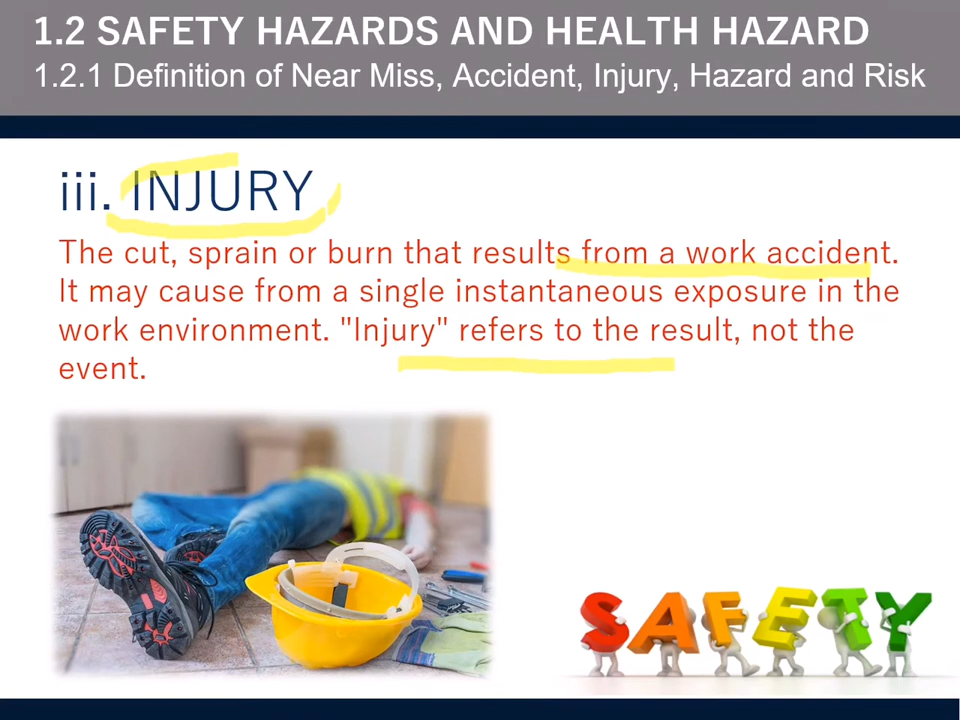 1.2 SAFETY HAZARDS AND HEALTH HAZARD
1.2.1 Definition of Near Miss, Accident, Injury, Hazard and Risk
iii. INJURY
The cut, sprain or burn that results from a work accident.
It may cause from a single instantaneous exposure in the
work environment. "Injury" refers to the result, not the
event.
SAFETY